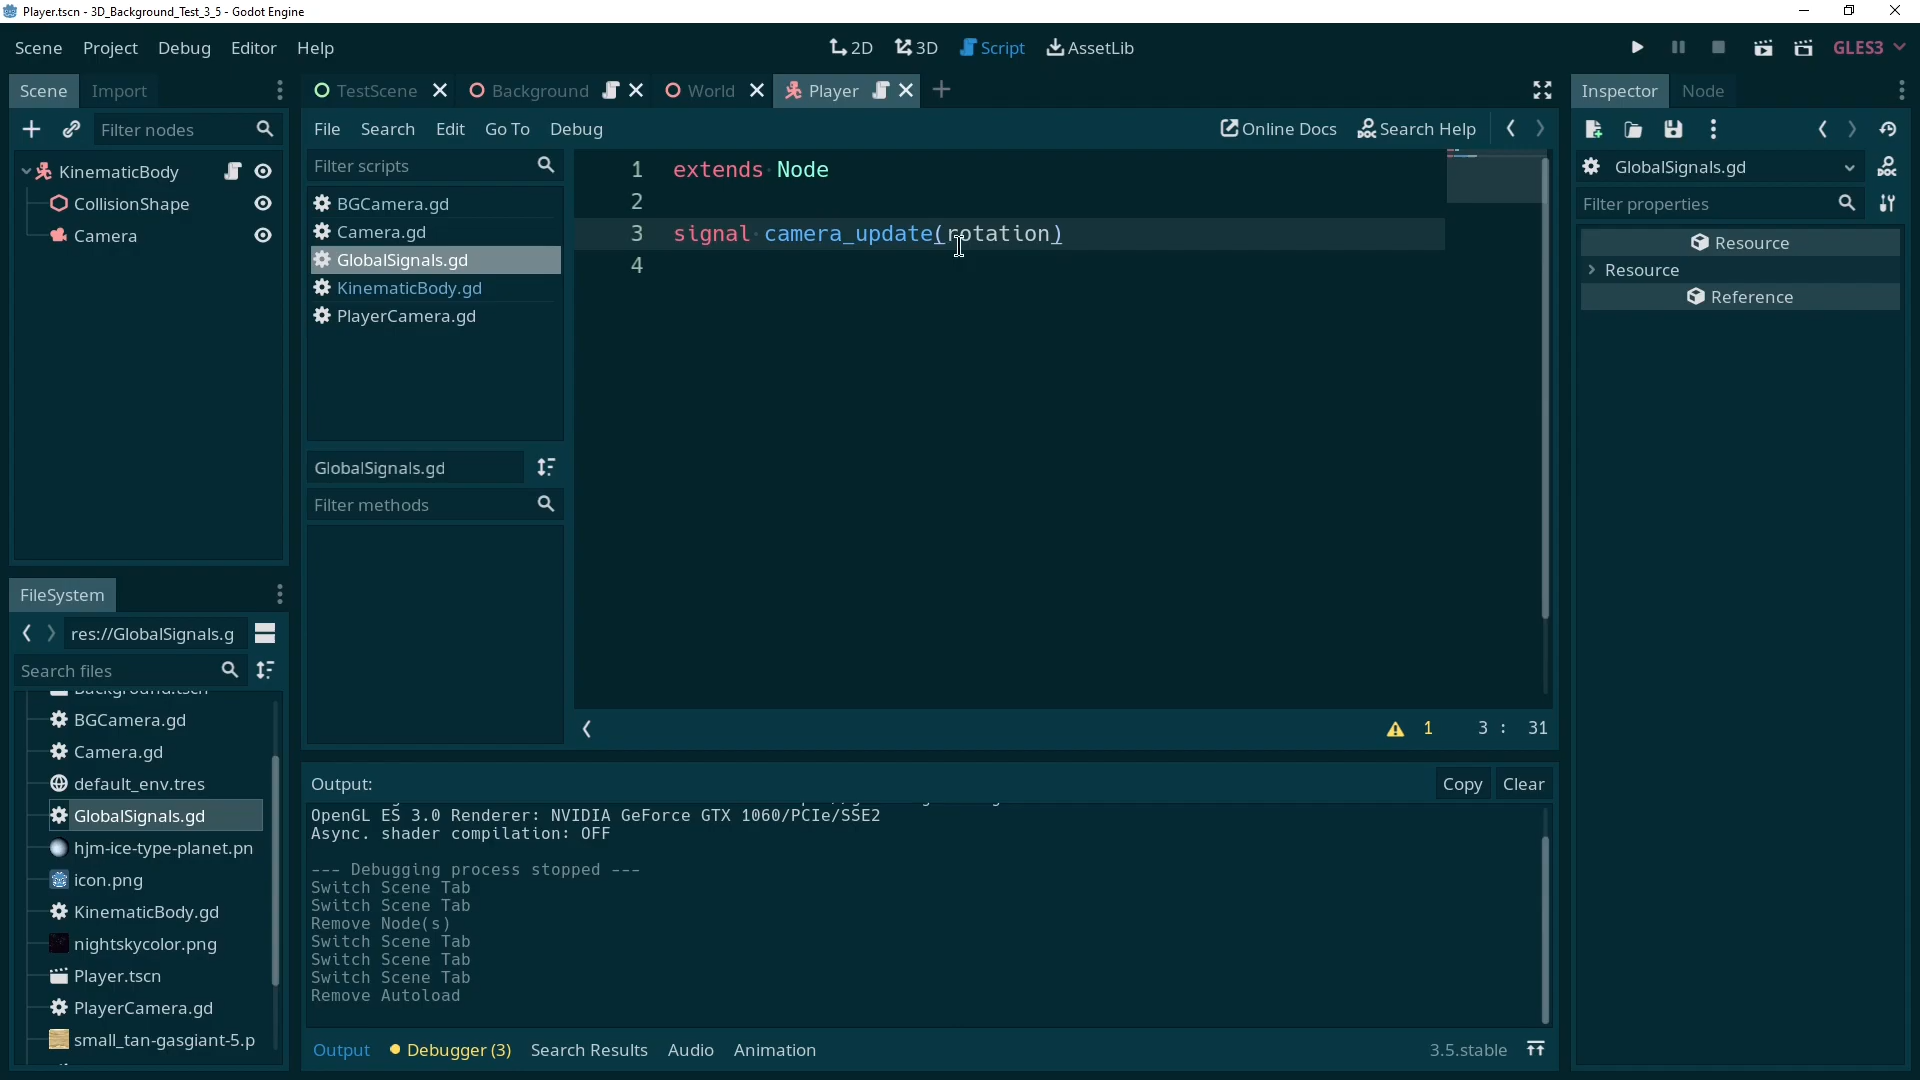 Player.tscn - 3D_Background_Test_3_5 - Godot Engine
Scene Project Debug Editor Help
2D 3D Script AssetLib
GLES3
Scene Import
TestScene Background World Player
Inspector Node
Filter nodes
File Search Edit Go To Debug
Online Docs Search Help
KinematicBody
CollisionShape
Camera
Filter scripts
BGCamera.gd
Camera.gd
GlobalSignals.gd
KinematicBody.gd
PlayerCamera.gd
GlobalSignals.gd
Filter methods
1 extends Node
2
3 signal camera_update(rotation)
4
1 3 : 31
GlobalSignals.gd
Filter properties
Resource
Resource
Reference
FileSystem
res://GlobalSignals.g
Search files
Background.tscn
BGCamera.gd
Camera.gd
default_env.tres
GlobalSignals.gd
hjm-ice-type-planet.pn
icon.png
KinematicBody.gd
nightskycolor.png
Player.tscn
PlayerCamera.gd
small_tan-gasgiant-5.p
Output:
Copy Clear
OpenGL ES 3.0 Renderer: NVIDIA GeForce GTX 1060/PCIe/SSE2
Async. shader compilation: OFF
--- Debugging process stopped ---
Switch Scene Tab
Switch Scene Tab
Remove Node(s)
Switch Scene Tab
Switch Scene Tab
Switch Scene Tab
Remove Autoload
Output Debugger (3) Search Results Audio Animation
3.5.stable